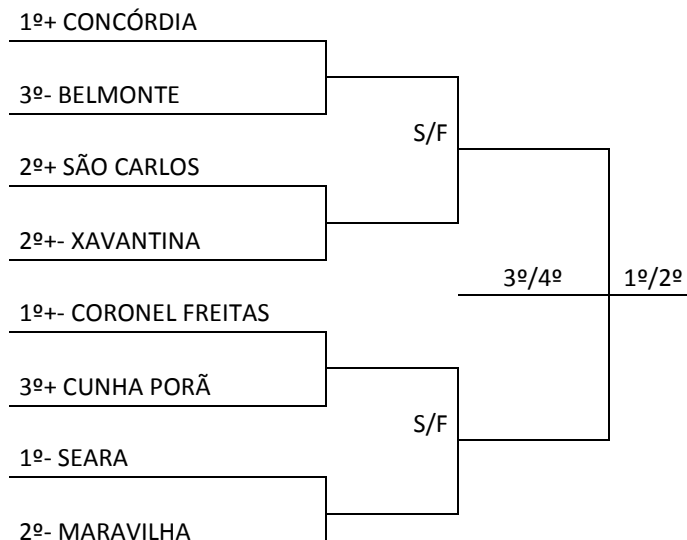 1º+ CONCÓRDIA
3º- BELMONTE
S/F
2º+ SÃO CARLOS
2º+- XAVANTINA
3º/4º 1º/2º
1º+- CORONEL FREITAS
3º+ CUNHA PORÃ
S/F
1º- SEARA
2º- MARAVILHA